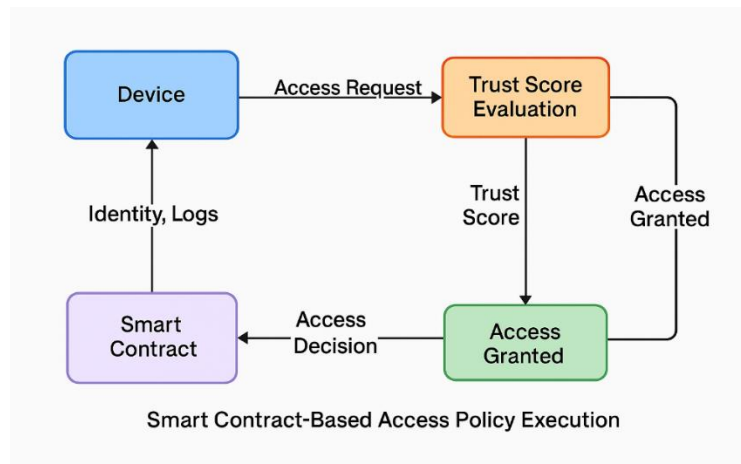 Device
Access Request
Trust Score
Evaluation
Identity, Logs
Trust
Score
Access
Granted
Smart
Contract
Access
Decision
Access
Granted
Smart Contract-Based Access Policy Execution